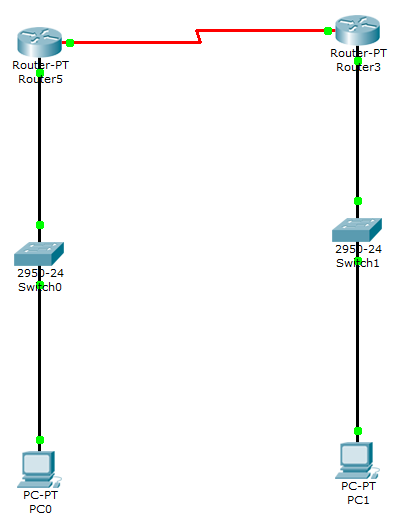 Router-PT
Router5
Router-PT
Router3
2950-24
Switch0
2950-24
Switch1
PC-PT
PC0
PC-PT
PC1